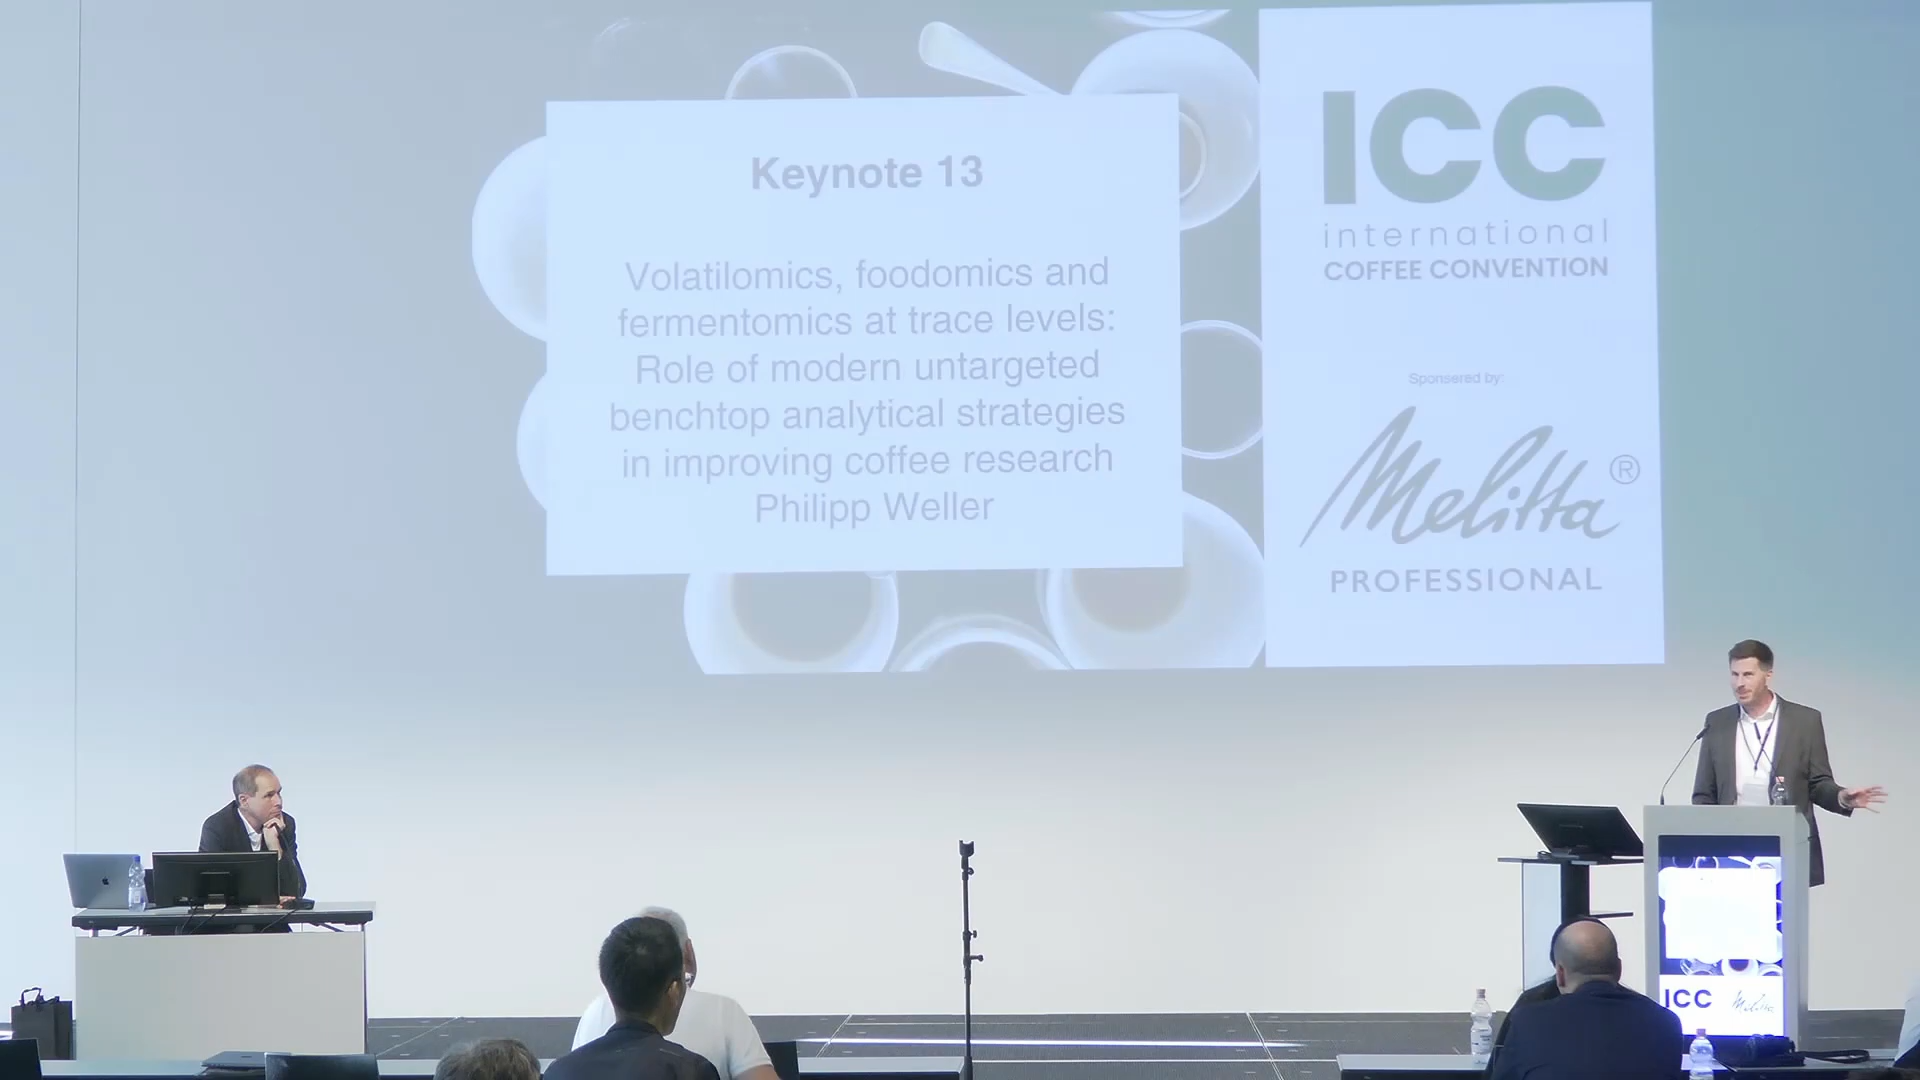 Keynote 13
Volatilomics, foodomics and
fermentomics at trace levels:
Role of modern untargeted
benchtop analytical strategies
in improving coffee research
Philipp Weller
ICC
international
COFFEE CONVENTION
Sponsored by:
Melitta®
PROFESSIONAL
ICC
Melitta